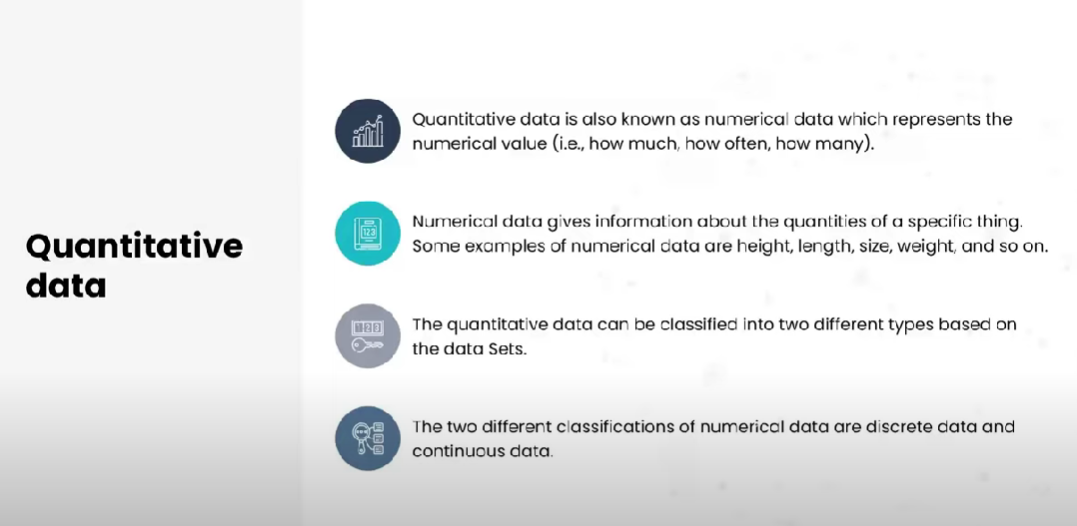 Quantitative
data
Quantitative data is also known as numerical data which represents the
numerical value (i.e., how much, how often, how many).
Numerical data gives information about the quantities of a specific thing.
Some examples of numerical data are height, length, size, weight, and so on.
The quantitative data can be classified into two different types based on
the data Sets.
The two different classifications of numerical data are discrete data and
continuous data.
123
123